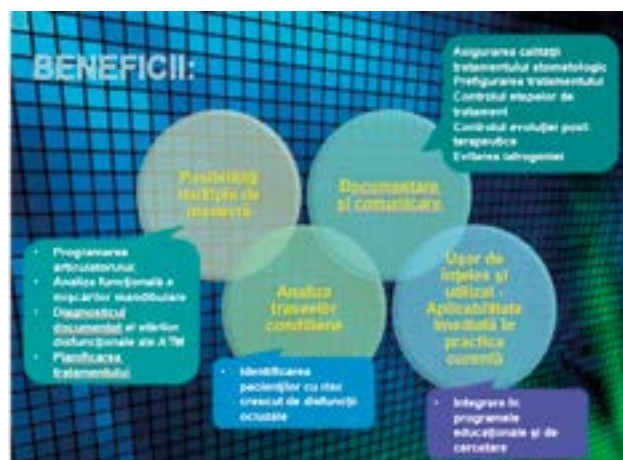 BENEFICII:
Asigurarea calității
tratamentului stomatologic
Prefigurarea tratamentului
Controlul etapelor de
tratament
Controlul evoluției post-
terapeutice
Evitarea iatrogeniei
Posibilități
multiple de
manevră
Documentare
și comunicare
• Programarea
articulatorului;
• Analiza funcțională a
mișcărilor mandibulare
• Diagnosticul
documentat al stărilor
disfuncționale ale ATM
• Planificarea
tratamentului
Analiza
traseelor
condiliene
Ușor de
înțeles și
utilizat -
Aplicabilitate
imediată în
practica
curentă
• Identificarea
pacienților cu risc
crescut de disfuncții
ocluzale
• Integrare în
programele
educaționale și de
cercetare